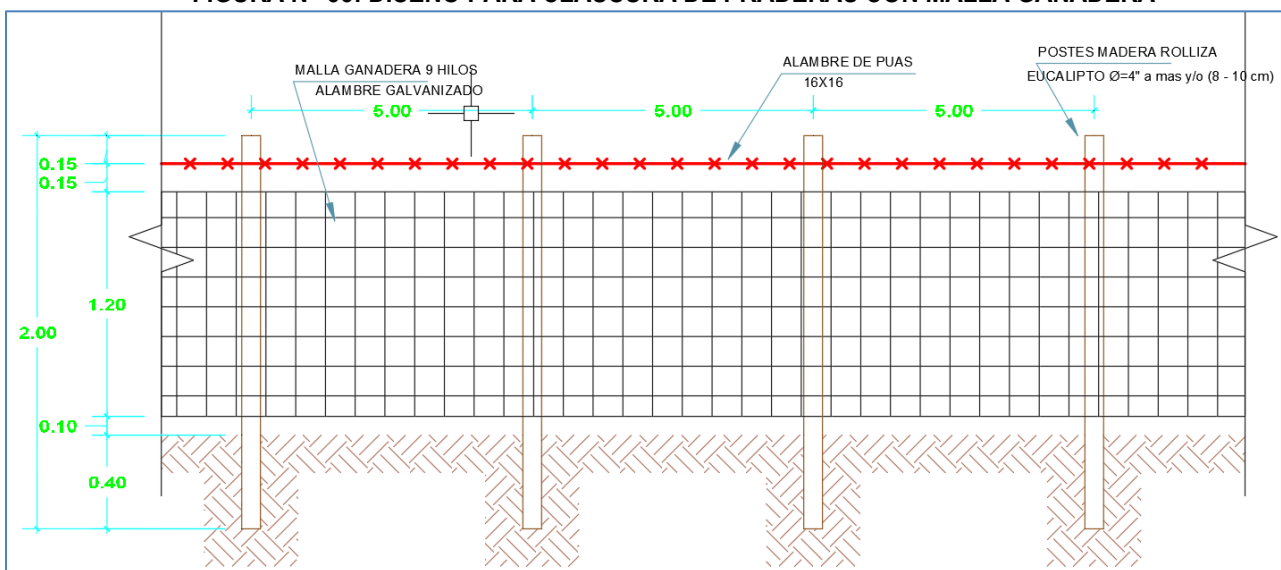 MALLA GANADERA 9 HILOS
ALAMBRE GALVANIZADO
ALAMBRE DE PUAS
16X16
POSTES MADERA ROLLIZA
EUCALIPTO Ø=4" a mas y/o (8 - 10 cm)
5.00
5.00
5.00
0.15
0.15
1.20
2.00
0.10
0.40